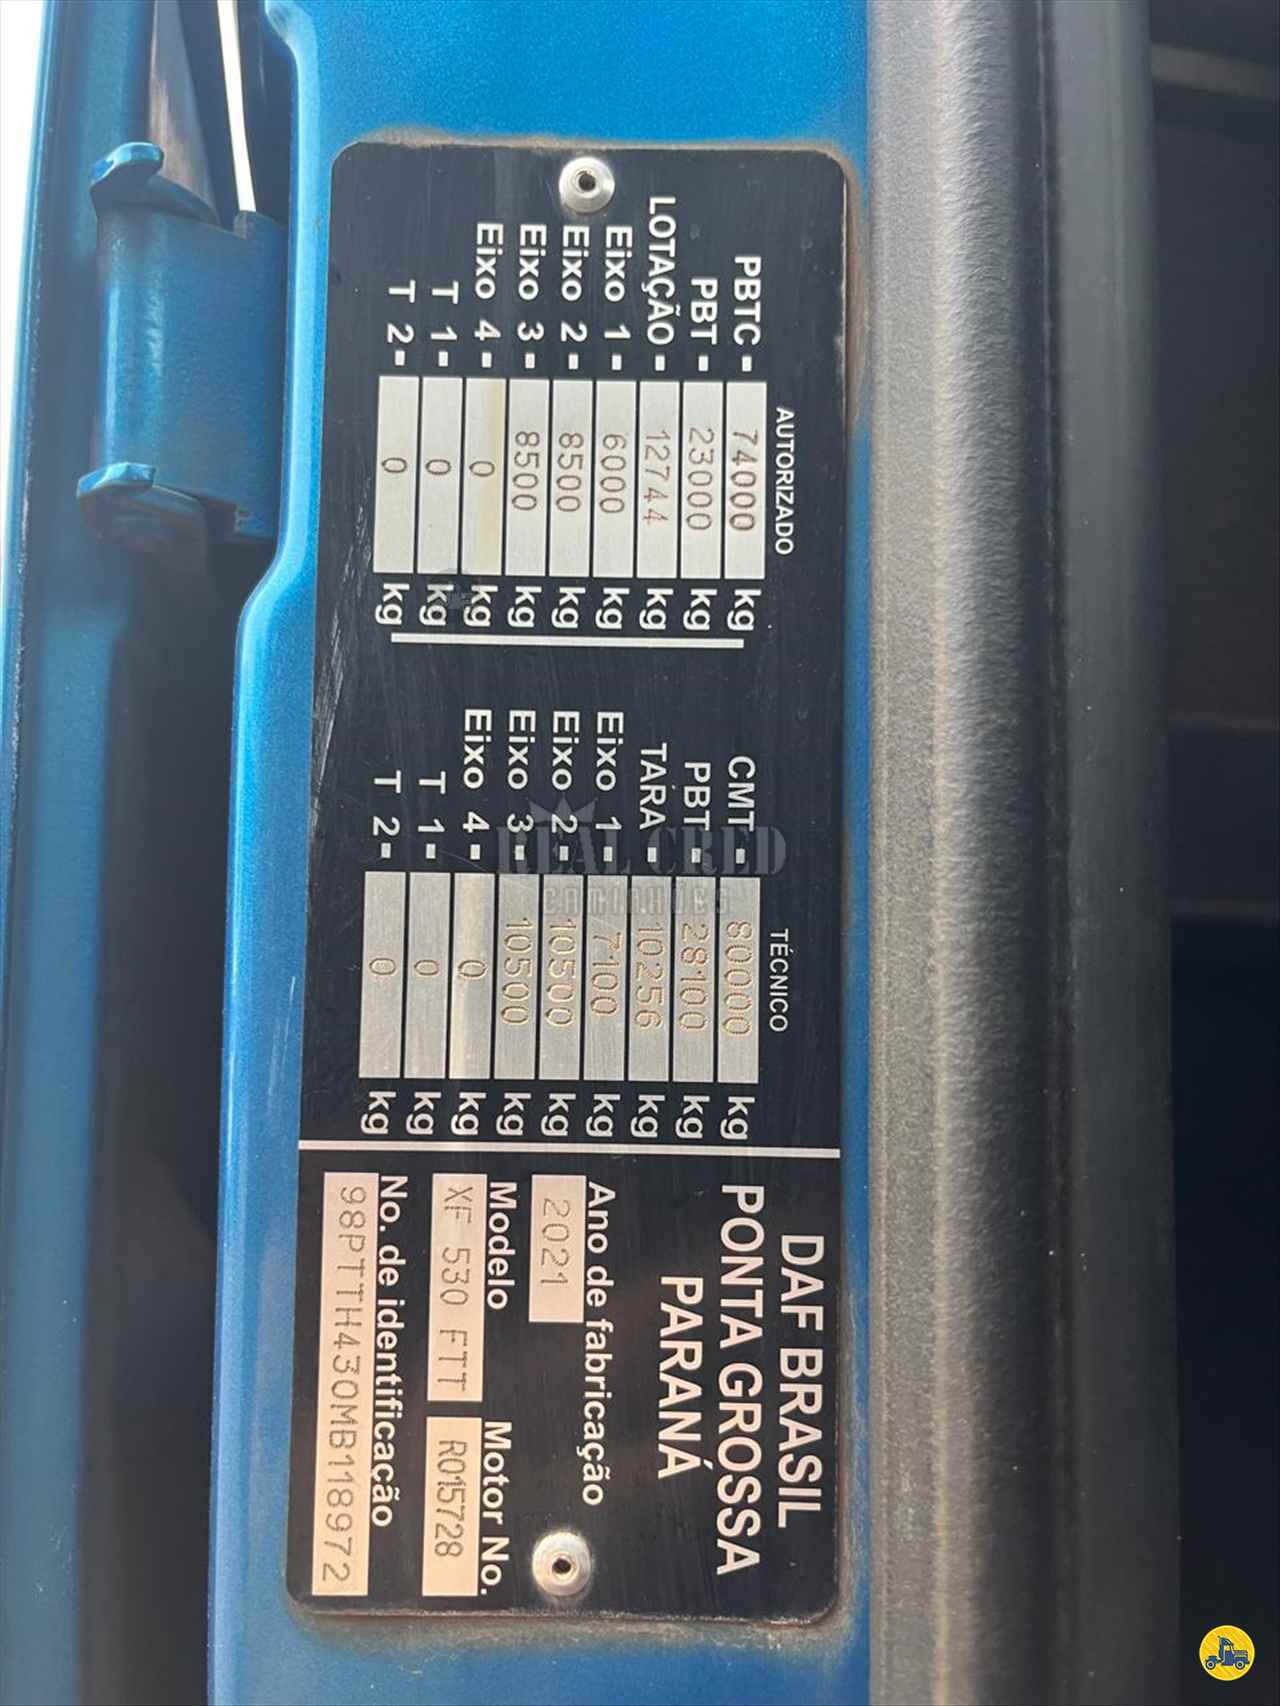 AUTORIZADO
PBTC- 74000 kg
PBT- 23000 kg
LOTAÇÃO- 12744 kg
Eixo 1- 6000 kg
Eixo 2- 8500 kg
Eixo 3- 8500 kg
Eixo 4- 0 kg
T 1- 0 kg
T 2- 0 kg
TÉCNICO
CMT- 80000 kg
PBT- 28100 kg
TARA- 10256 kg
Eixo 1- 7100 kg
Eixo 2- 10500 kg
Eixo 3- 10500 kg
Eixo 4- 0 kg
T 1- 0 kg
T 2- 0 kg
DAF BRASIL
PONTA GROSSA
PARANÁ
Ano de fabricação
2021
Modelo Motor No.
XF 530 FTT R015728
No. de identificação
98PTTH430MB118972
REAL CRED
CAMINHÕES